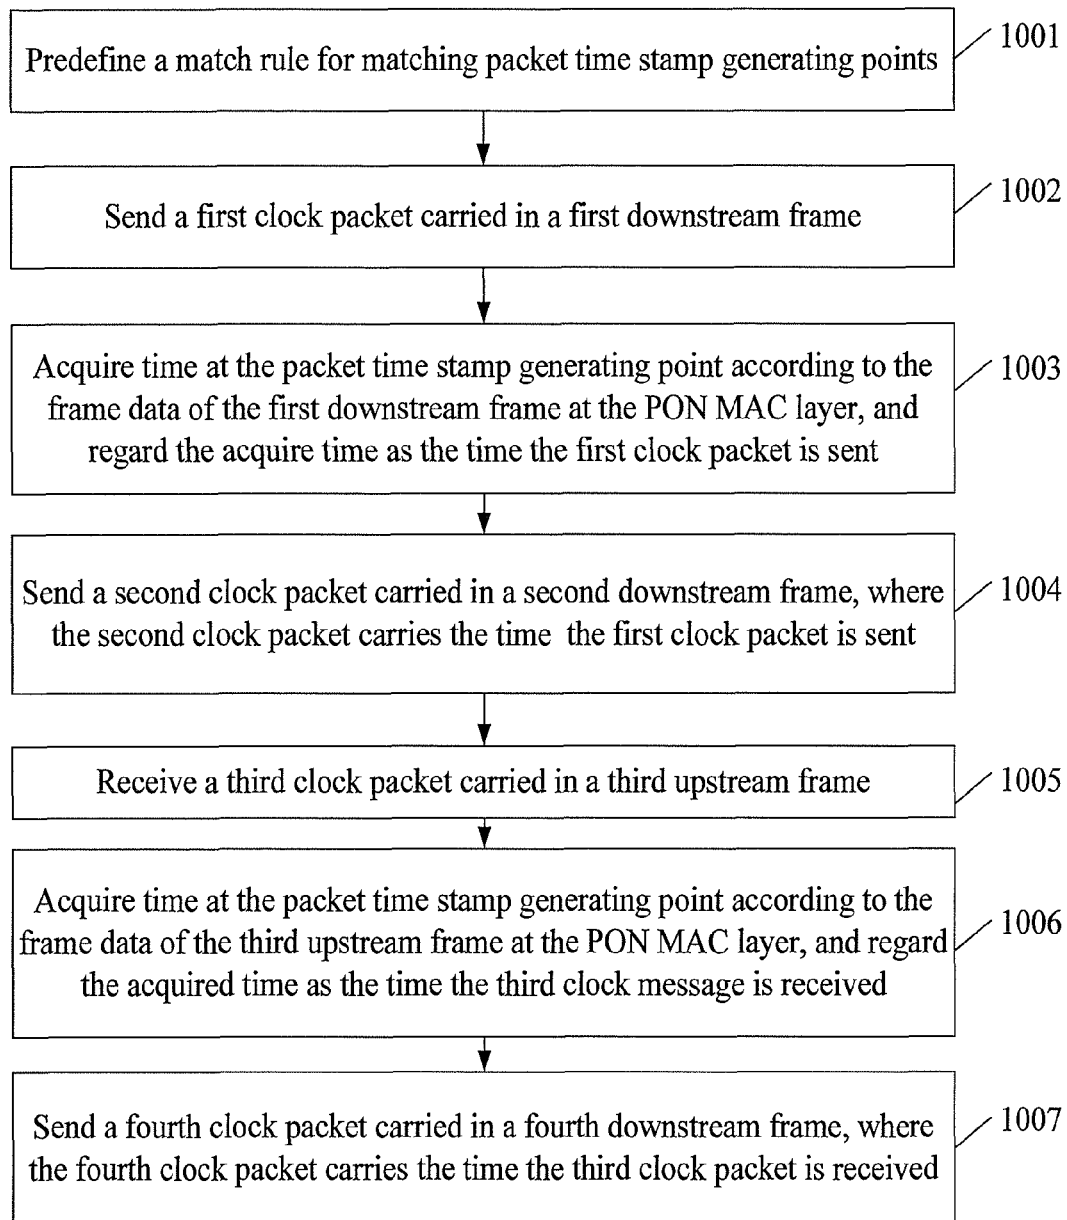 Predefine a match rule for matching packet time stamp generating points
1001
Send a first clock packet carried in a first downstream frame
1002
Acquire time at the packet time stamp generating point according to the
frame data of the first downstream frame at the PON MAC layer, and
regard the acquire time as the time the first clock packet is sent
1003
Send a second clock packet carried in a second downstream frame, where
the second clock packet carries the time the first clock packet is sent
1004
Receive a third clock packet carried in a third upstream frame
1005
Acquire time at the packet time stamp generating point according to the
frame data of the third upstream frame at the PON MAC layer, and regard
the acquired time as the time the third clock message is received
1006
Send a fourth clock packet carried in a fourth downstream frame, where
the fourth clock packet carries the time the third clock packet is received
1007